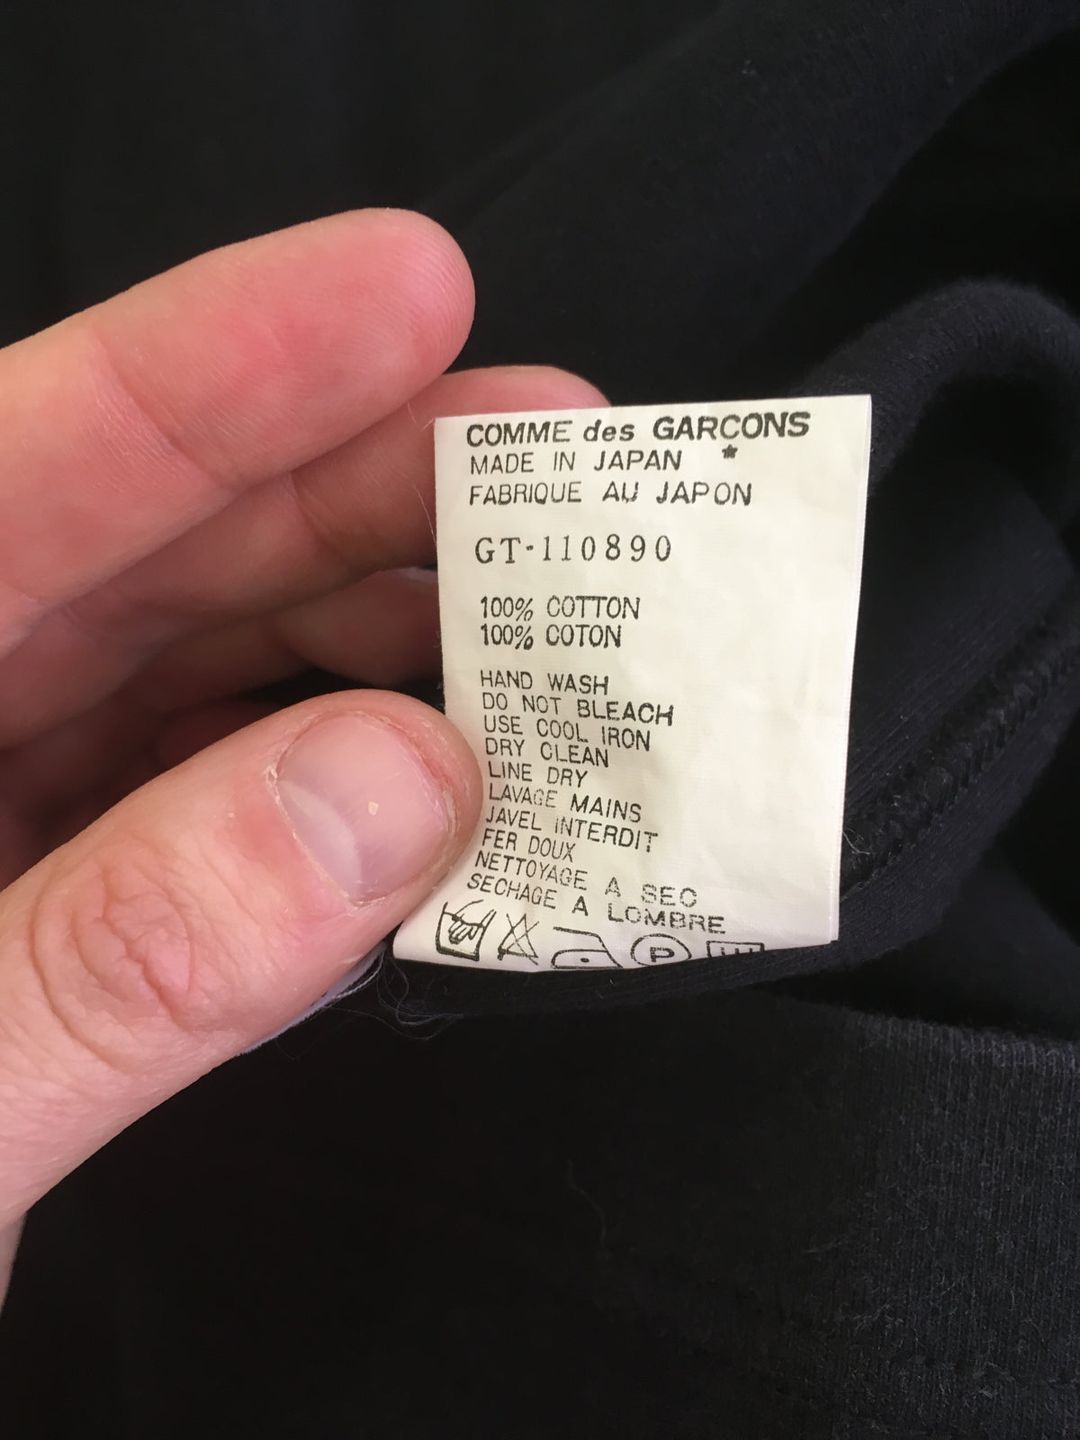 COMME des GARCONS
MADE IN JAPAN *
FABRIQUE AU JAPON
GT-110890
100% COTTON
100% COTON
HAND WASH
DO NOT BLEACH
USE COOL IRON
DRY CLEAN
LINE DRY
LAVAGE MAINS
JAVEL INTERDIT
FER DOUX
NETTOYAGE A SEC
SECHAGE A LOMBRE
P